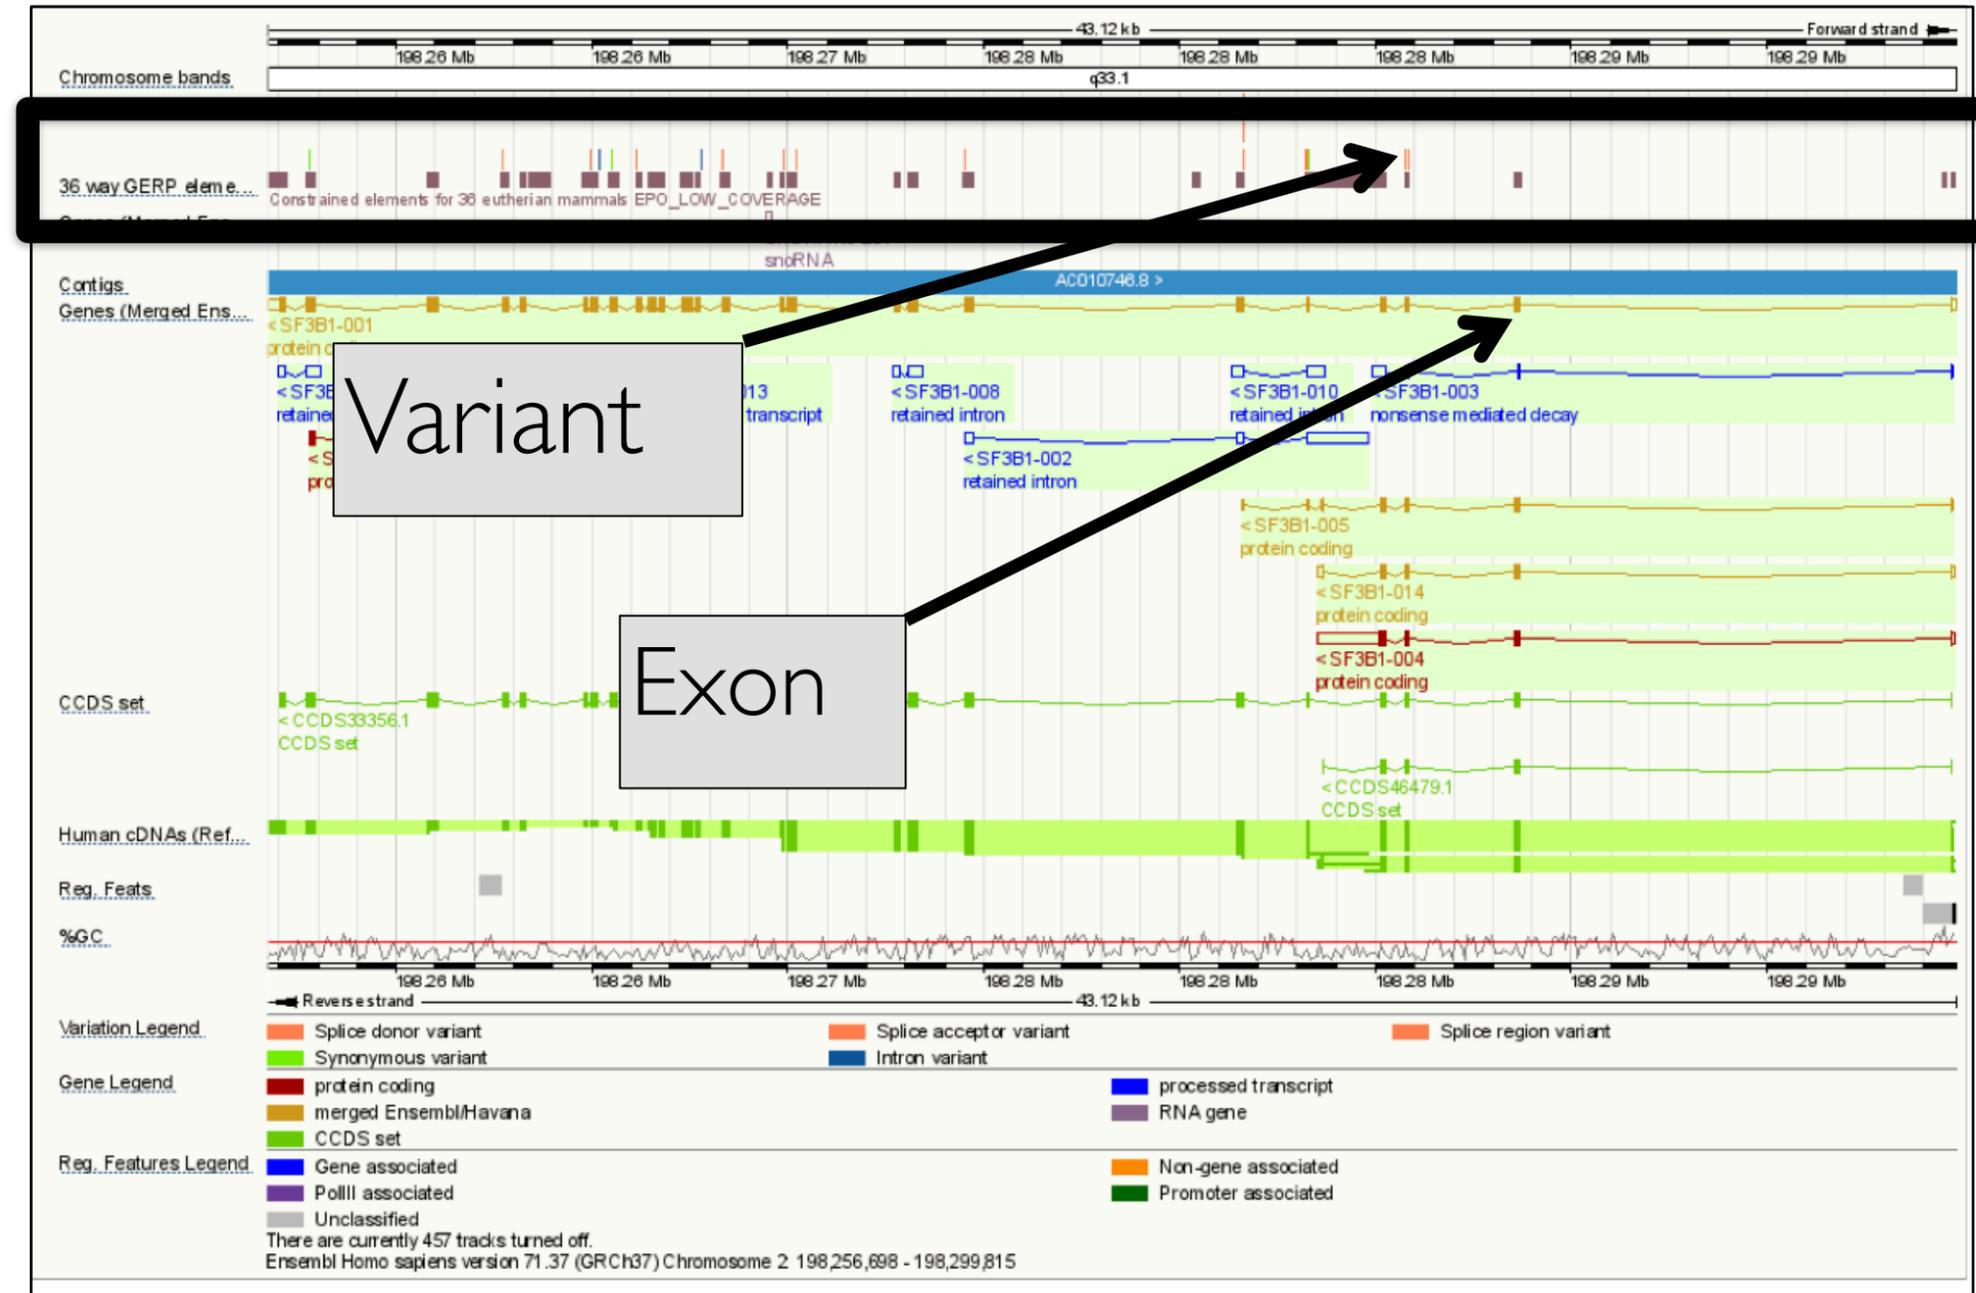 43.12 kb Forward strand
198.26 Mb 198.26 Mb 198.27 Mb 198.28 Mb 198.28 Mb 198.28 Mb 198.29 Mb 198.29 Mb
Chromosome bands q33.1
36 way GERP eleme...
Constrained elements for 36 eutherian mammals EPO_LOW_COVERAGE
snoRNA
Contigs AC010746.8 >
Genes (Merged Ens...
< SF3B1-001
protein
Variant
013
transcript
< SF3B1-008
retained intron
< SF3B1-010
retained intron
< SF3B1-003
nonsense mediated decay
< SF3B1-002
retained intron
< SF3B1-005
protein coding
< SF3B1-014
protein coding
Exon
< SF3B1-004
protein coding
CCDS set
< CCDS33356.1
CCDS set
< CCDS46479.1
CCDS set
Human cDNAs (Ref...
Reg. Feats
%GC
198.26 Mb 198.26 Mb 198.27 Mb 198.28 Mb 198.28 Mb 198.28 Mb 198.29 Mb 198.29 Mb
Reverse strand 43.12 kb
Variation Legend Splice donor variant Splice acceptor variant Splice region variant
Synonymous variant Intron variant
Gene Legend protein coding processed transcript
merged Ensembl/Havana RNA gene
CCDS set
Reg. Features Legend Gene associated Non-gene associated
PolIII associated Promoter associated
Unclassified
There are currently 457 tracks turned off.
Ensembl Homo sapiens version 71.37 (GRCh37) Chromosome 2: 198,256,698 - 198,299,815